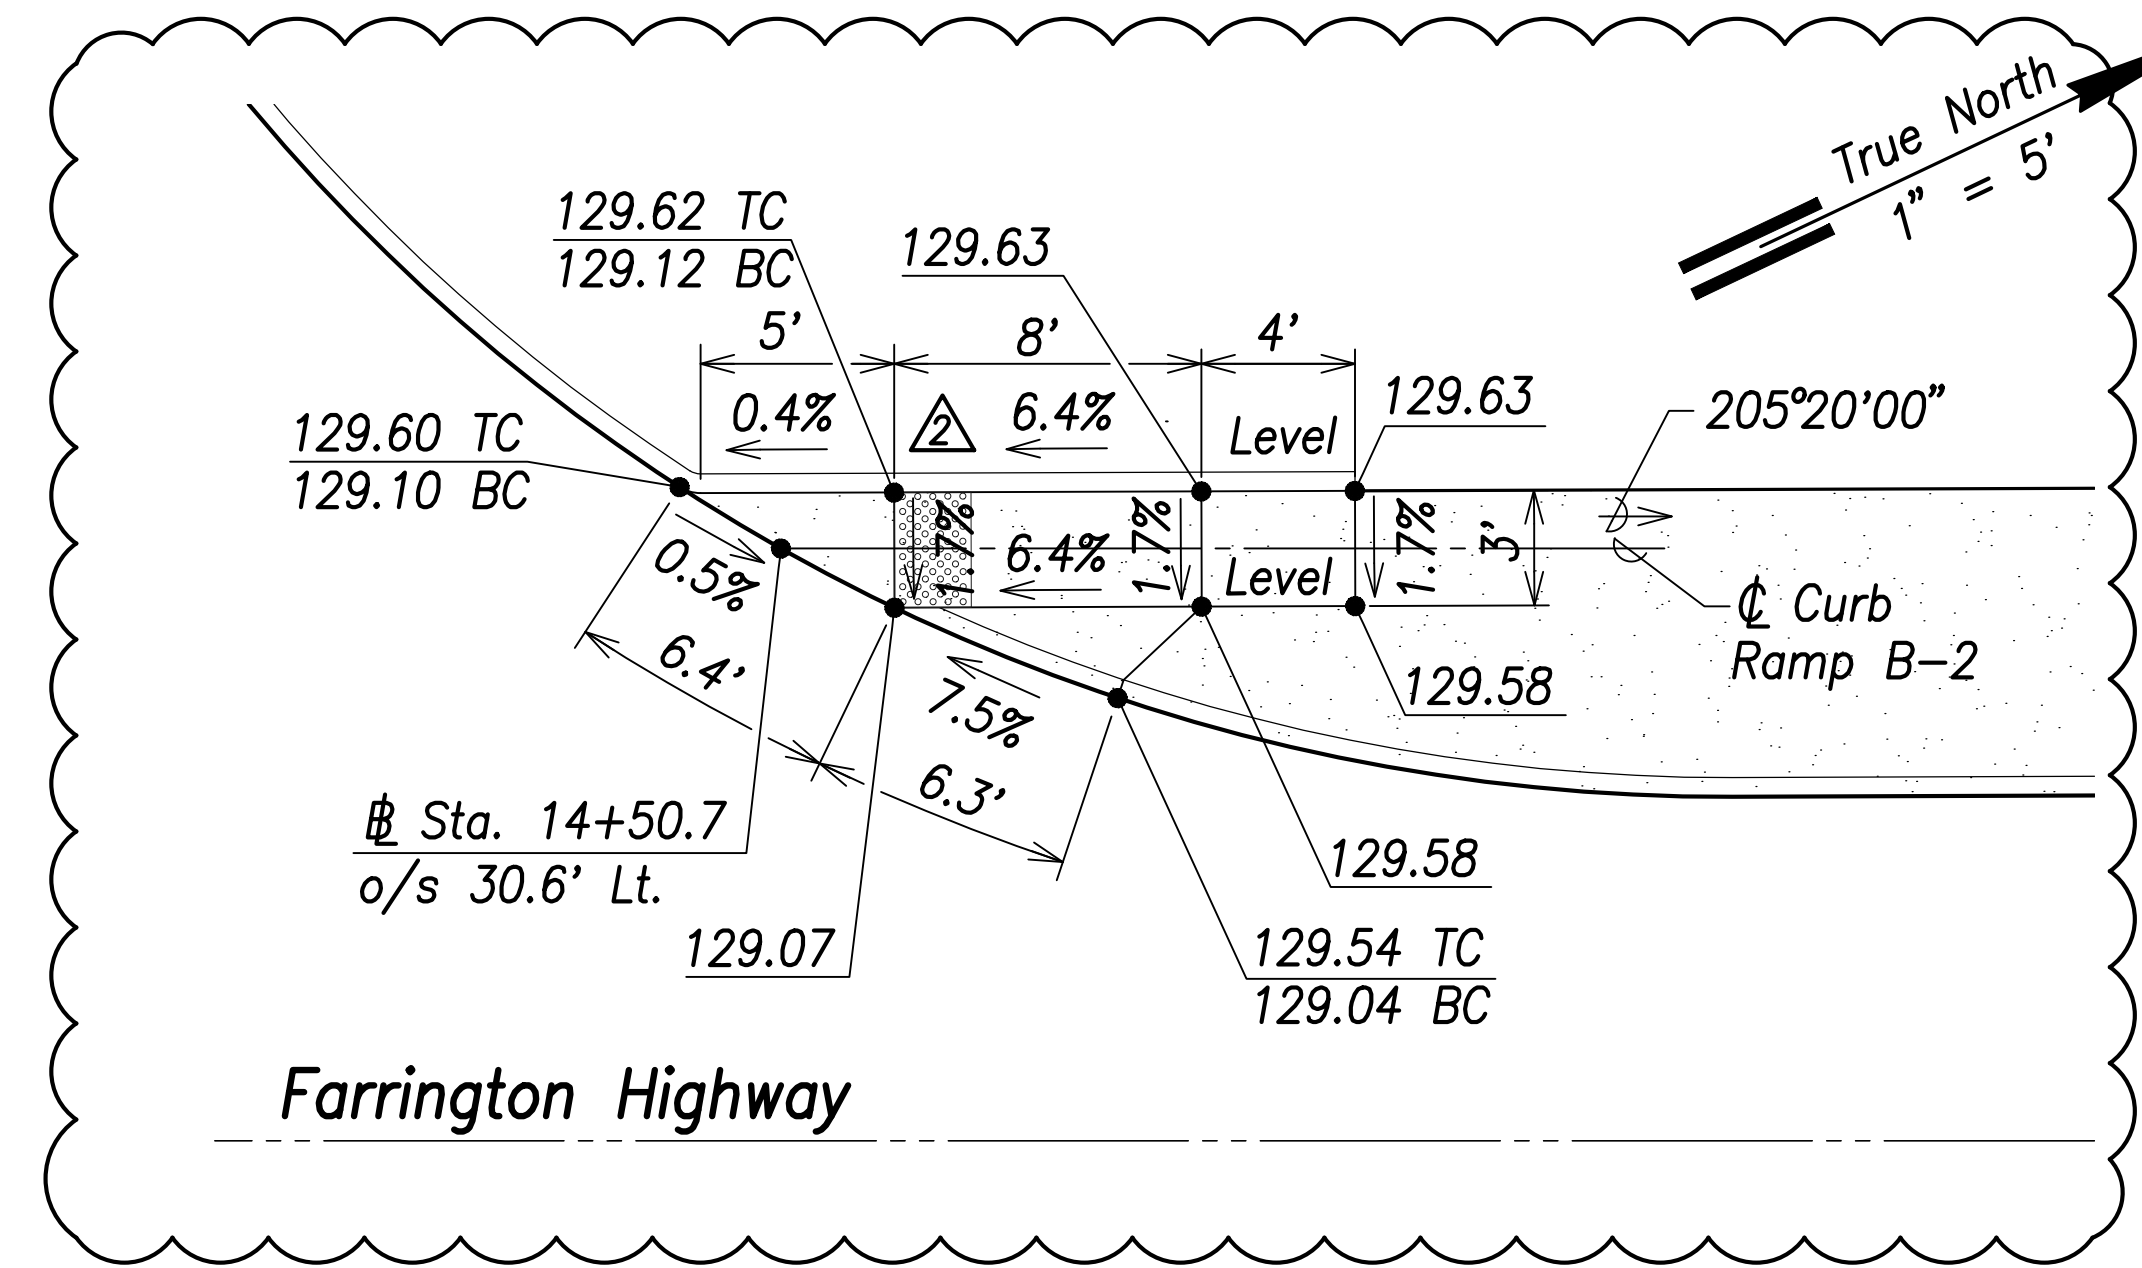 True North
1" = 5'
129.62 TC
129.12 BC
129.63
5'
8'
4'
0.4%
2
6.4%
Level
129.63
205°20'00"
129.60 TC
129.10 BC
1.7%
6.4%
1.7%
Level
1.7%
3'
℄ Curb
Ramp B-2
0.5%
6.4'
7.5%
6.3'
129.58
BL Sta. 14+50.7
o/s 30.6' Lt.
129.58
129.07
129.54 TC
129.04 BC
Farrington Highway